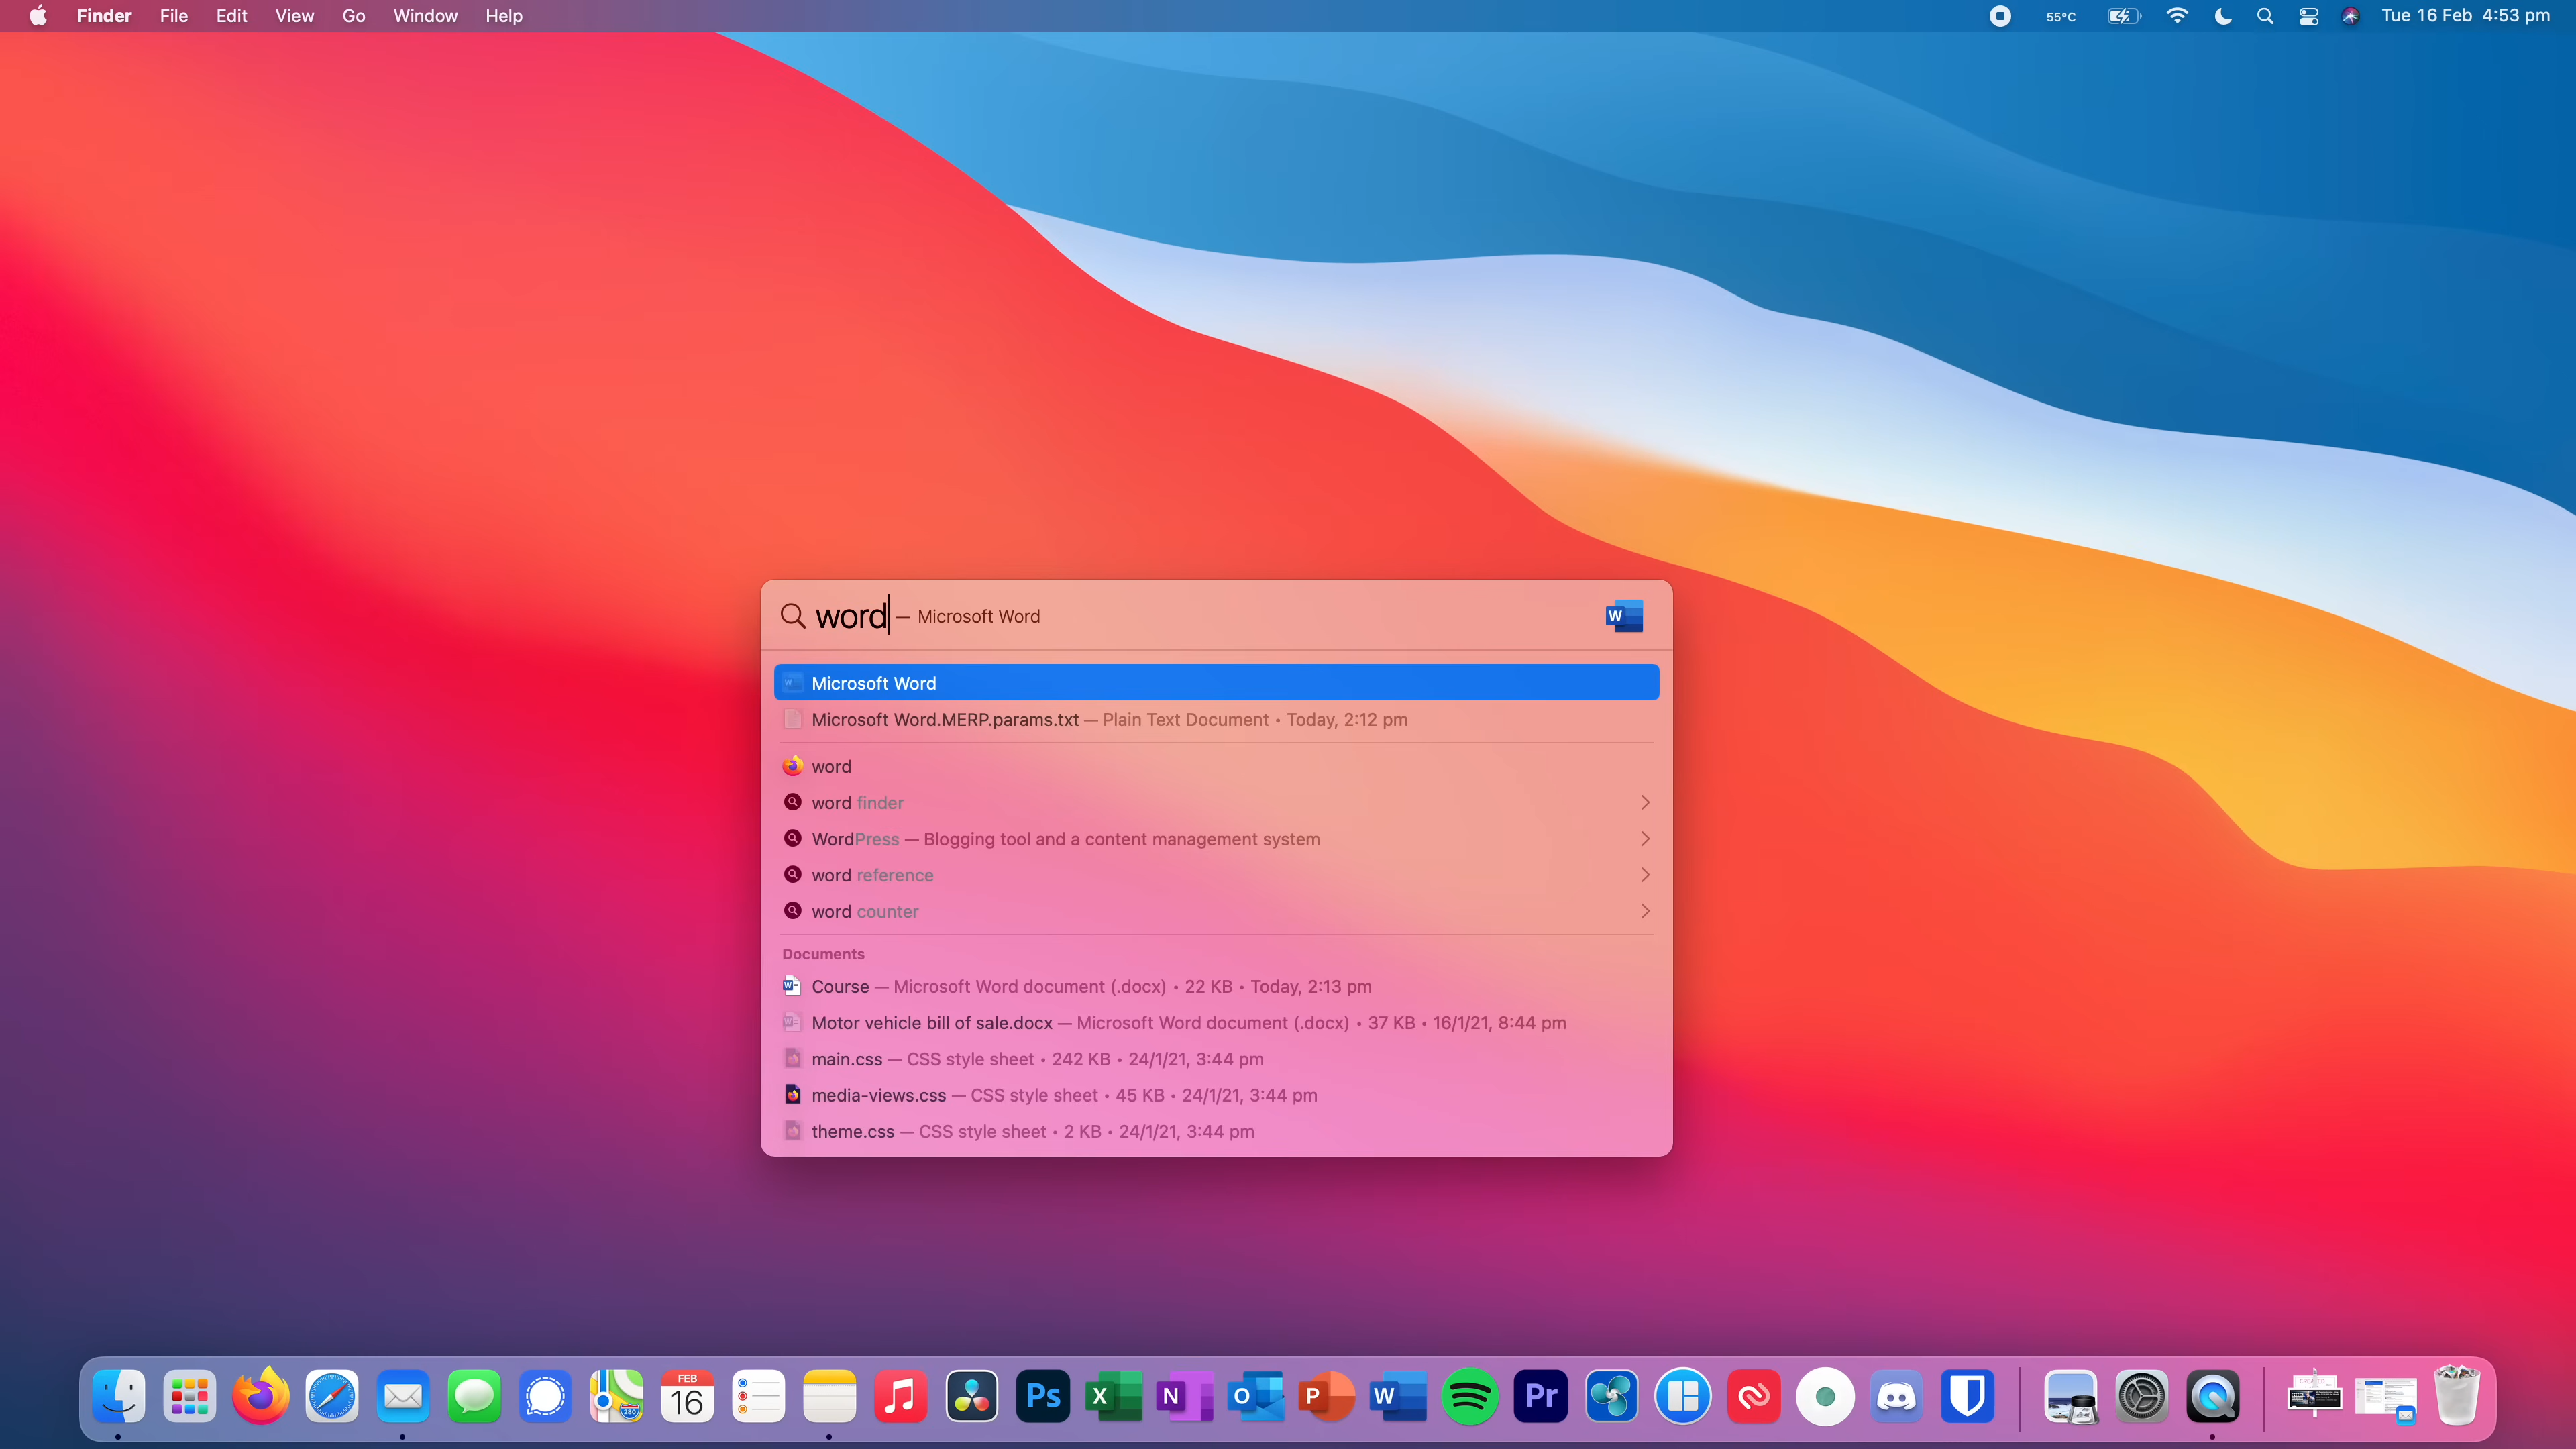 Finder File Edit View Go Window Help 55°C Tue 16 Feb 4:53 pm
word — Microsoft Word W
Microsoft Word
Microsoft Word.MERP.params.txt — Plain Text Document • Today, 2:12 pm
word
word finder
WordPress — Blogging tool and a content management system
word reference
word counter
Documents
Course — Microsoft Word document (.docx) • 22 KB • Today, 2:13 pm
Motor vehicle bill of sale.docx — Microsoft Word document (.docx) • 37 KB • 16/1/21, 8:44 pm
main.css — CSS style sheet • 242 KB • 24/1/21, 3:44 pm
media-views.css — CSS style sheet • 45 KB • 24/1/21, 3:44 pm
theme.css — CSS style sheet • 2 KB • 24/1/21, 3:44 pm
280 FEB 16 Ps X N O P W Pr CREATED